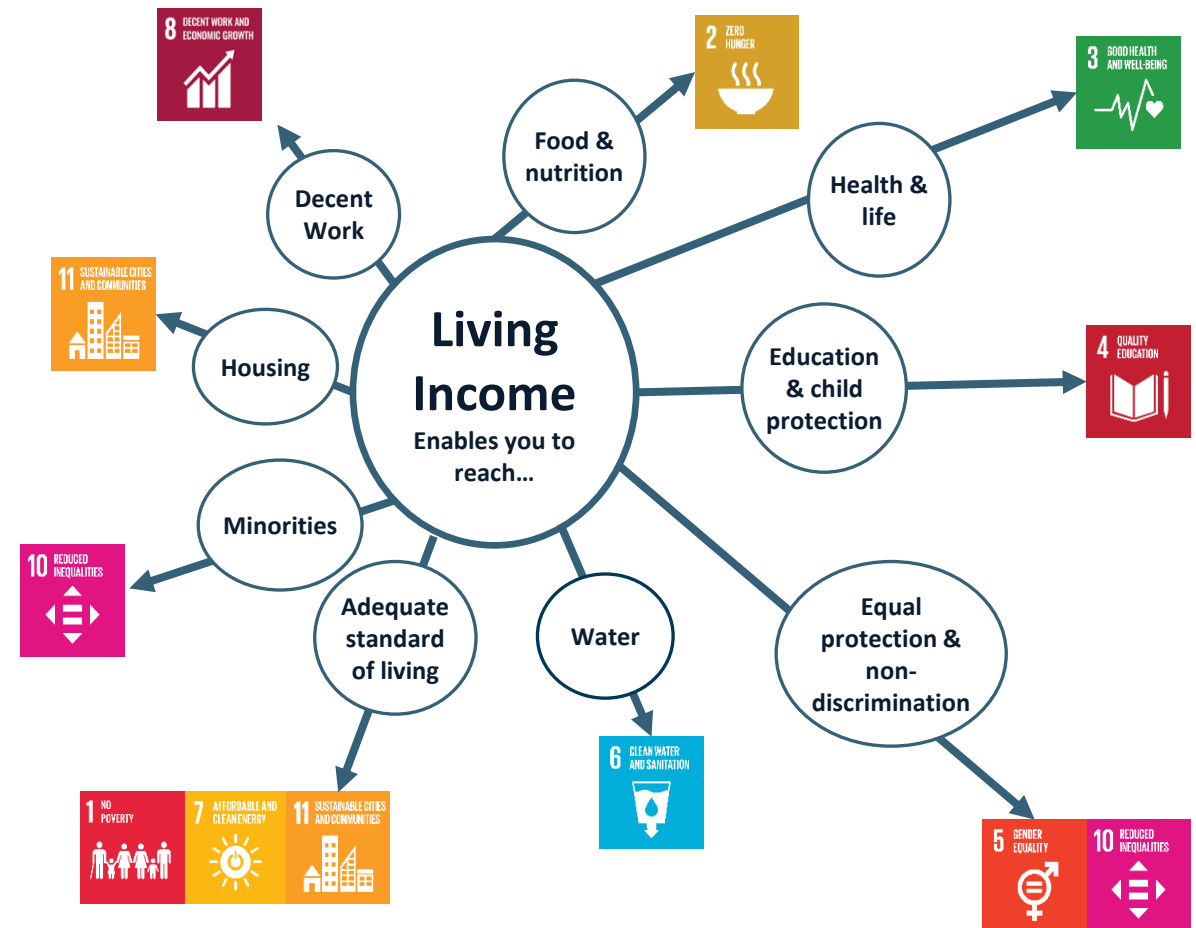 8 DECENT WORK AND
ECONOMIC GROWTH
2 ZERO
HUNGER
3 GOOD HEALTH
AND WELL-BEING
Food &
nutrition
Health &
life
Decent
Work
11 SUSTAINABLE CITIES
AND COMMUNITIES
Housing
Living
Income
Enables you to
reach…
Education
& child
protection
4 QUALITY
EDUCATION
Minorities
10 REDUCED
INEQUALITIES
Adequate
standard
of living
Water
Equal
protection &
non-
discrimination
6 CLEAN WATER
AND SANITATION
1 NO
POVERTY
7 AFFORDABLE AND
CLEAN ENERGY
11 SUSTAINABLE CITIES
AND COMMUNITIES
5 GENDER
EQUALITY
10 REDUCED
INEQUALITIES